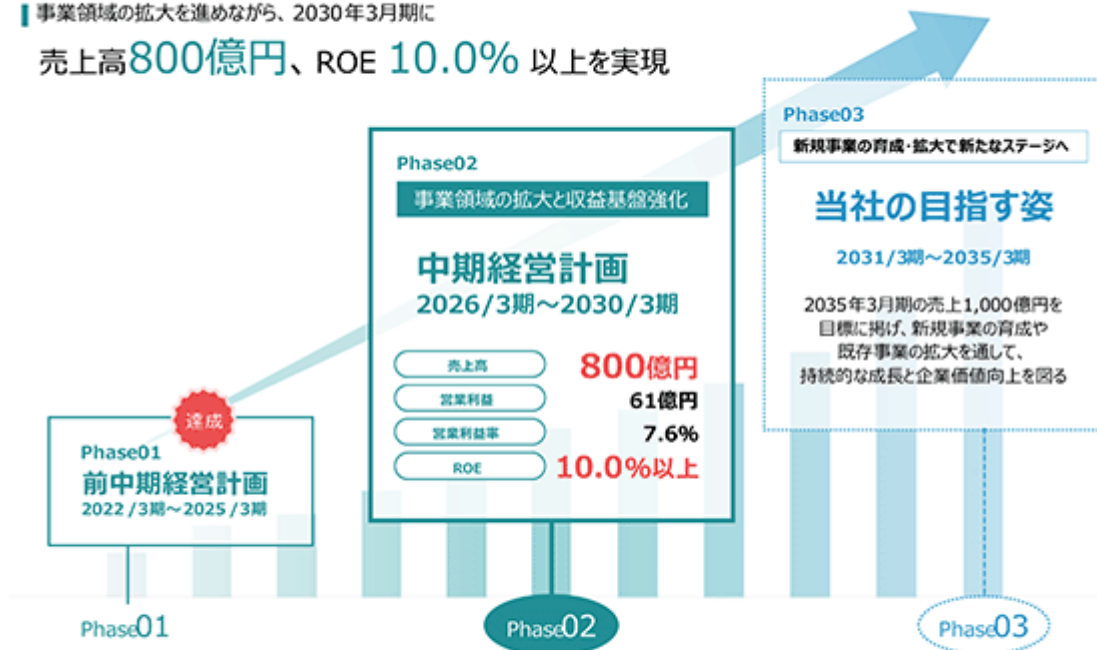 事業領域の拡大を進めながら、2030年3月期に
売上高800億円、ROE 10.0% 以上を実現
Phase03
新規事業の育成・拡大で新たなステージへ
当社の目指す姿
2031/3期～2035/3期
2035年3月期の売上1,000億円を
目標に掲げ、新規事業の育成や
既存事業の拡大を通して、
持続的な成長と企業価値向上を図る
Phase02
事業領域の拡大と収益基盤強化
中期経営計画
2026/3期～2030/3期
売上高 800億円
営業利益 61億円
営業利益率 7.6%
ROE 10.0%以上
達成
Phase01
前中期経営計画
2022/3期～2025/3期
Phase01
Phase02
Phase03